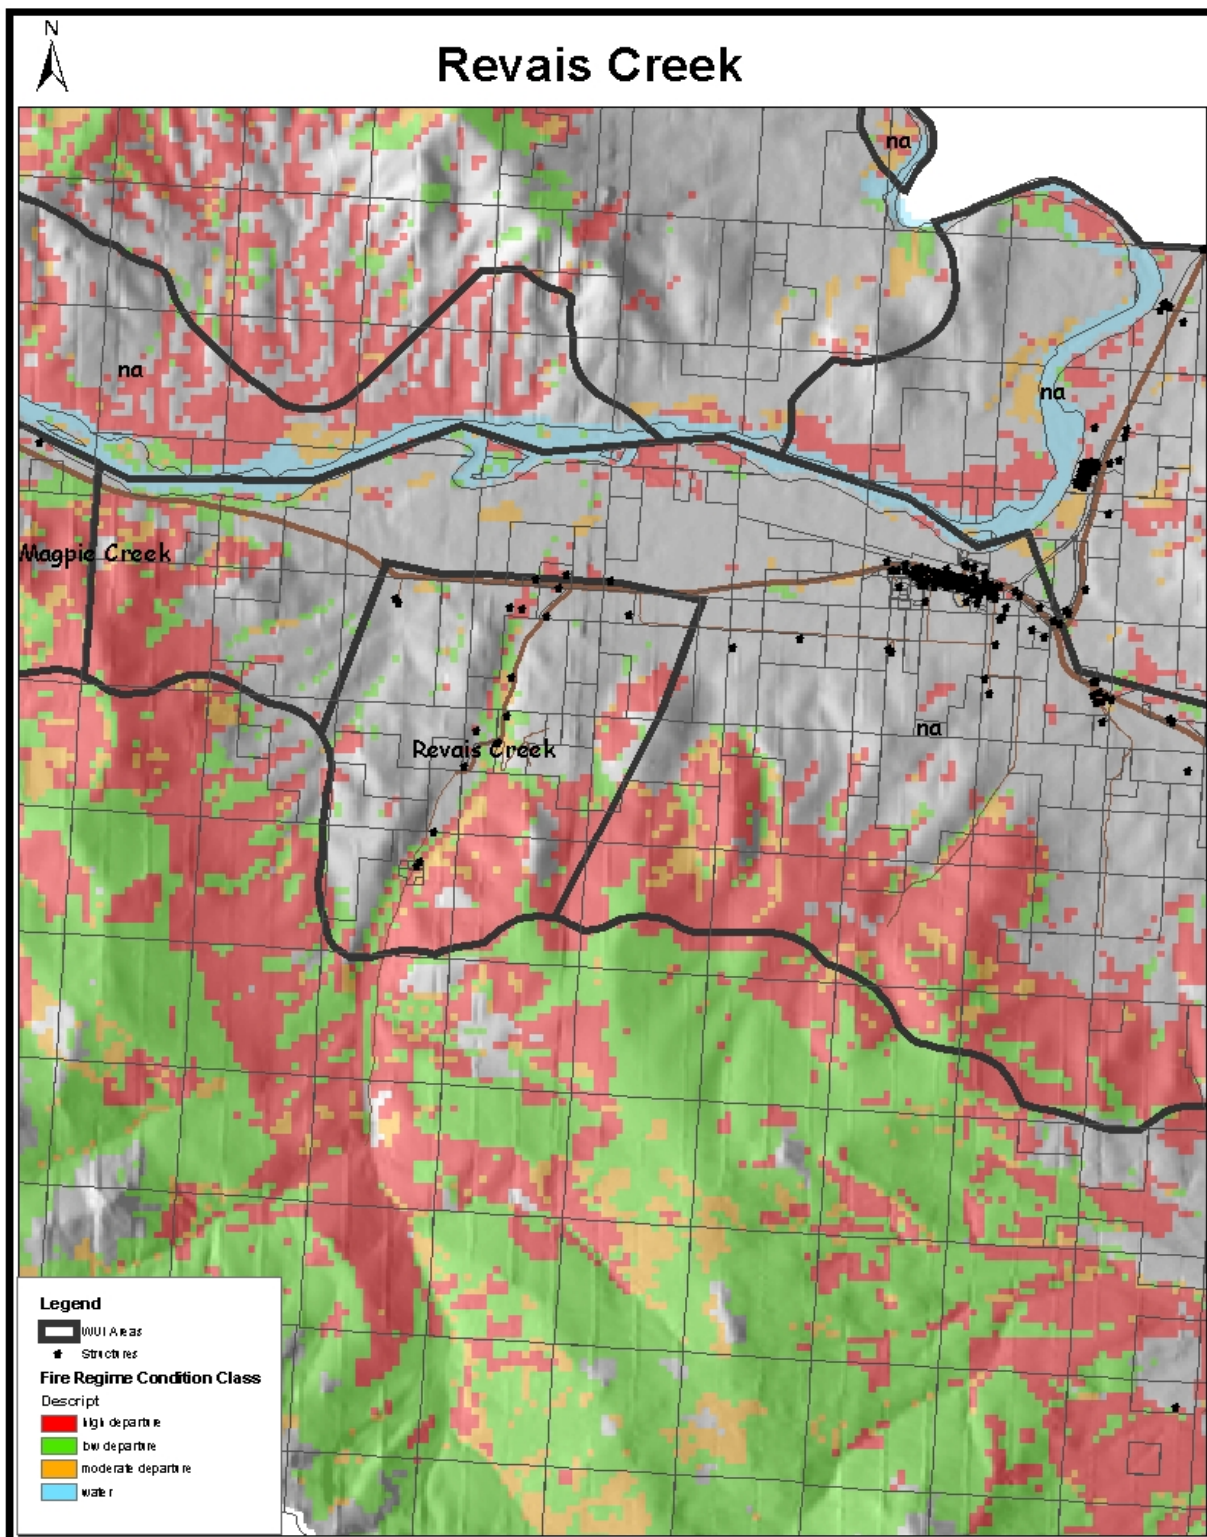 N
Revais Creek
na
na
na
Magpie Creek
na
Revais Creek
Legend
WUI Areas
Structures
Fire Regime Condition Class
Descript
high departure
low departure
moderate departure
water